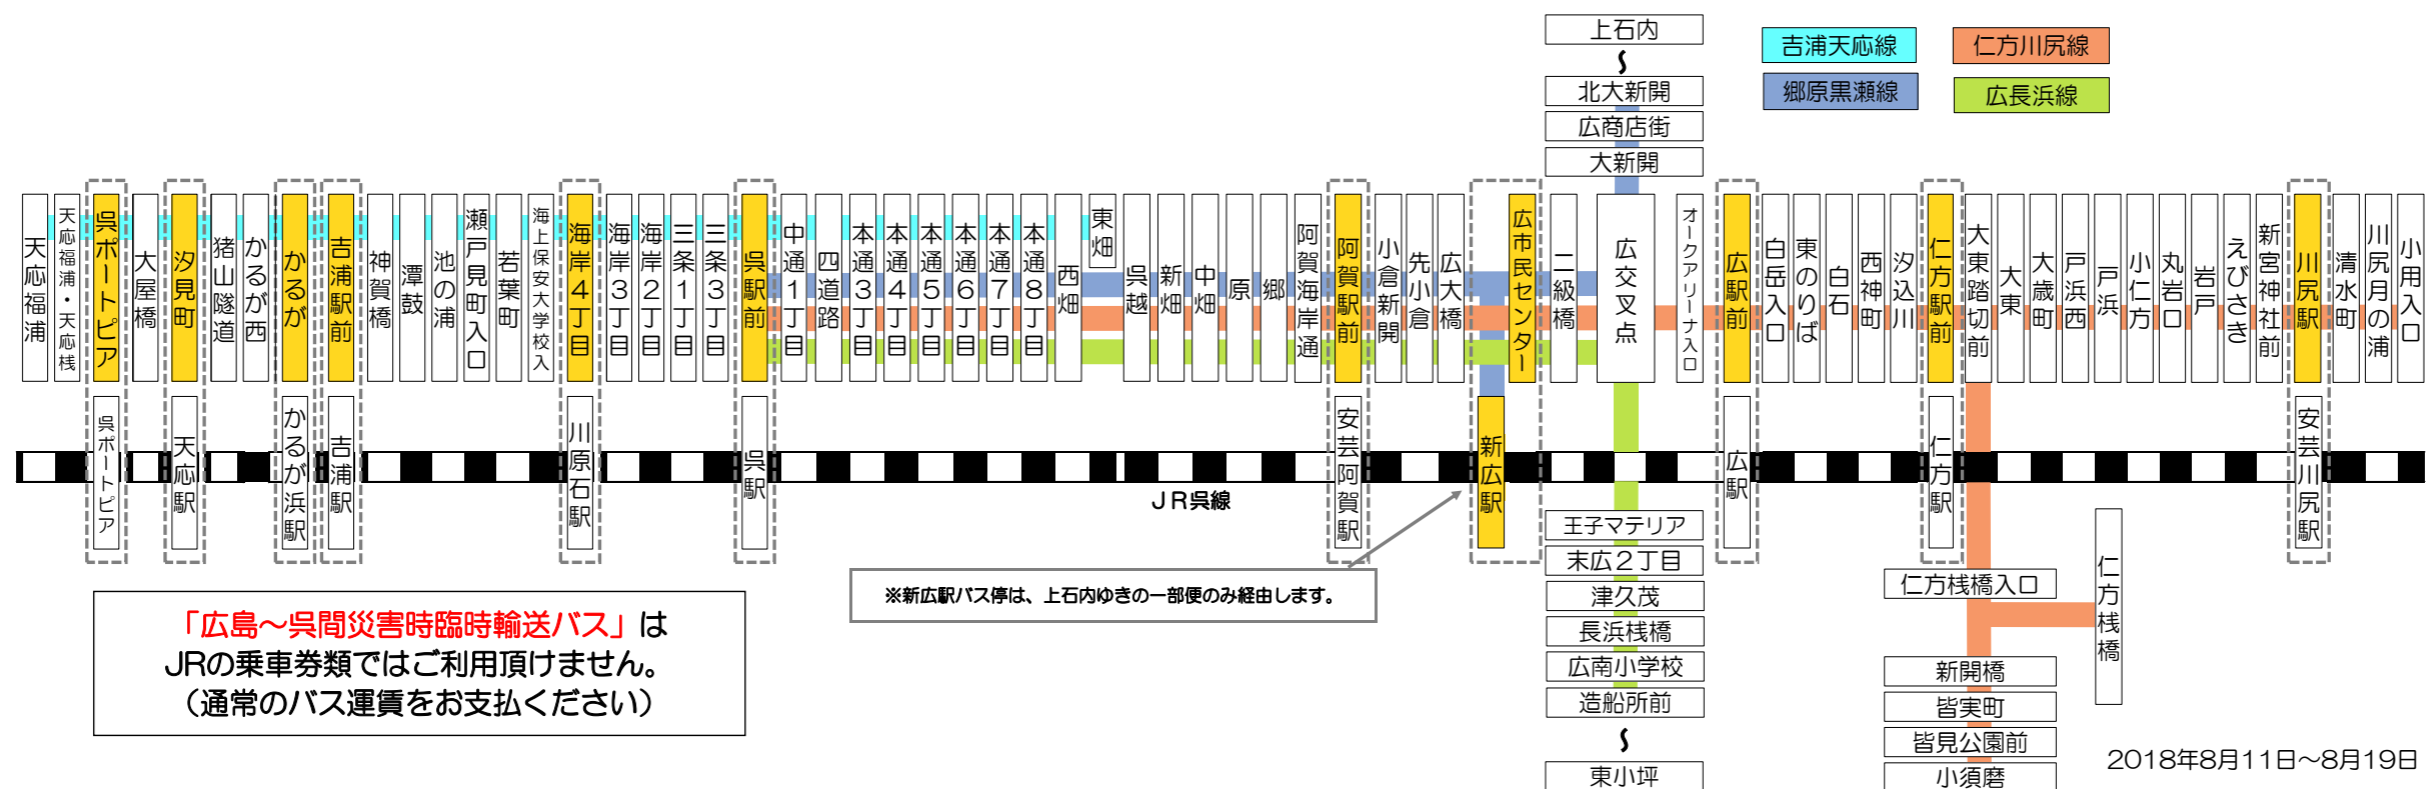 上石内
北大新開
広商店街
大新開
吉浦天応線
仁方川尻線
郷原黒瀬線
広長浜線
天応福浦
天応福浦・天応桟
呉ポートピア
大屋橋
汐見町
猪山隧道
かるが西
かるが
吉浦駅前
神賀橋
潭鼓
池の浦
瀬戸見町入口
若葉町
海上保安大学校入
海岸4丁目
海岸3丁目
海岸2丁目
三条1丁目
三条3丁目
呉駅前
中通1丁目
四道路
本通3丁目
本通4丁目
本通5丁目
本通6丁目
本通7丁目
本通8丁目
西畑
東畑
呉越
新畑
中畑
原
郷
阿賀海岸通
阿賀駅前
小倉新開
先小倉
広大橋
広市民センター
二級橋
広交叉点
オークアリーナ入口
広駅前
白岳入口
東のりば
白石
西神町
汐込川
仁方駅前
大東踏切前
大東
大歳町
戸浜西
戸浜
小仁方
丸岩口
岩戸
えびさき
新宮神社前
川尻駅
清水町
川尻月の浦
小用入口
呉ポートピア
天応駅
かるが浜駅
吉浦駅
川原石駅
呉駅
安芸阿賀駅
新広駅
広駅
仁方駅
安芸川尻駅
JR呉線
王子マテリア
末広2丁目
津久茂
長浜桟橋
広南小学校
造船所前
東小坪
仁方桟橋入口
仁方桟橋
新開橋
皆実町
皆見公園前
小須磨
※新広駅バス停は、上石内ゆきの一部便のみ経由します。
「広島～呉間災害時臨時輸送バス」は
JRの乗車券類ではご利用頂けません。
（通常のバス運賃をお支払ください）
2018年8月11日～8月19日